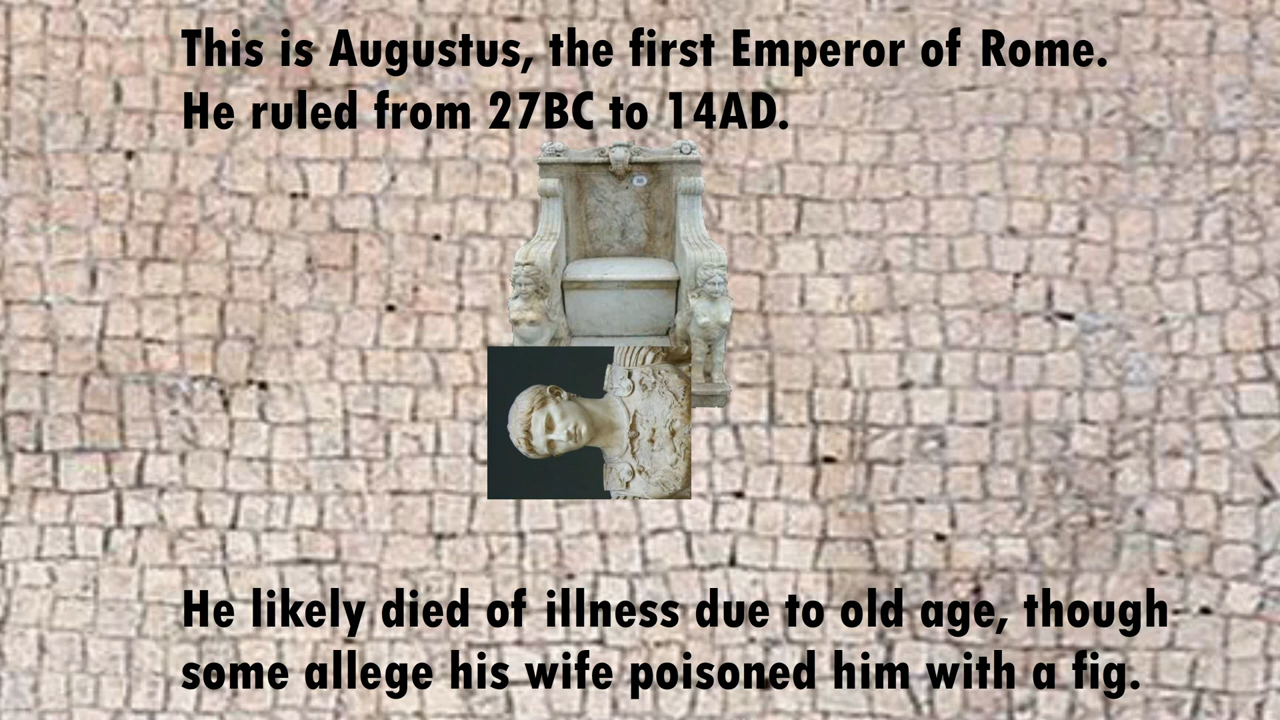 This is Augustus, the first Emperor of Rome.
He ruled from 27BC to 14AD.
He likely died of illness due to old age, though
some allege his wife poisoned him with a fig.